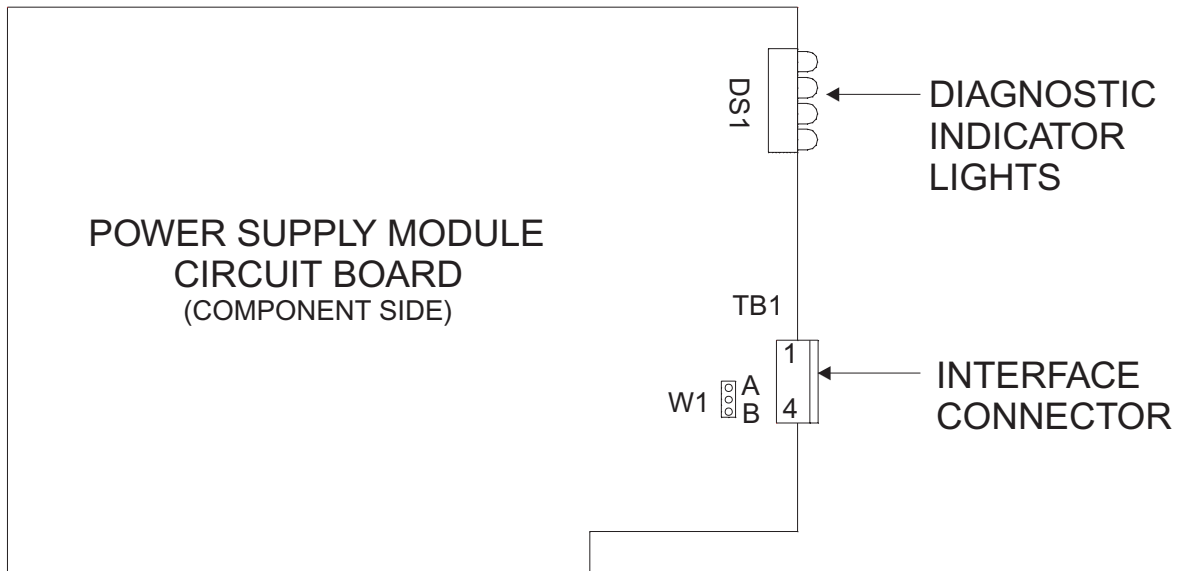 DS1
DIAGNOSTIC
INDICATOR
LIGHTS
POWER SUPPLY MODULE
CIRCUIT BOARD
(COMPONENT SIDE)
TB1
1
4
W1
A
B
INTERFACE
CONNECTOR